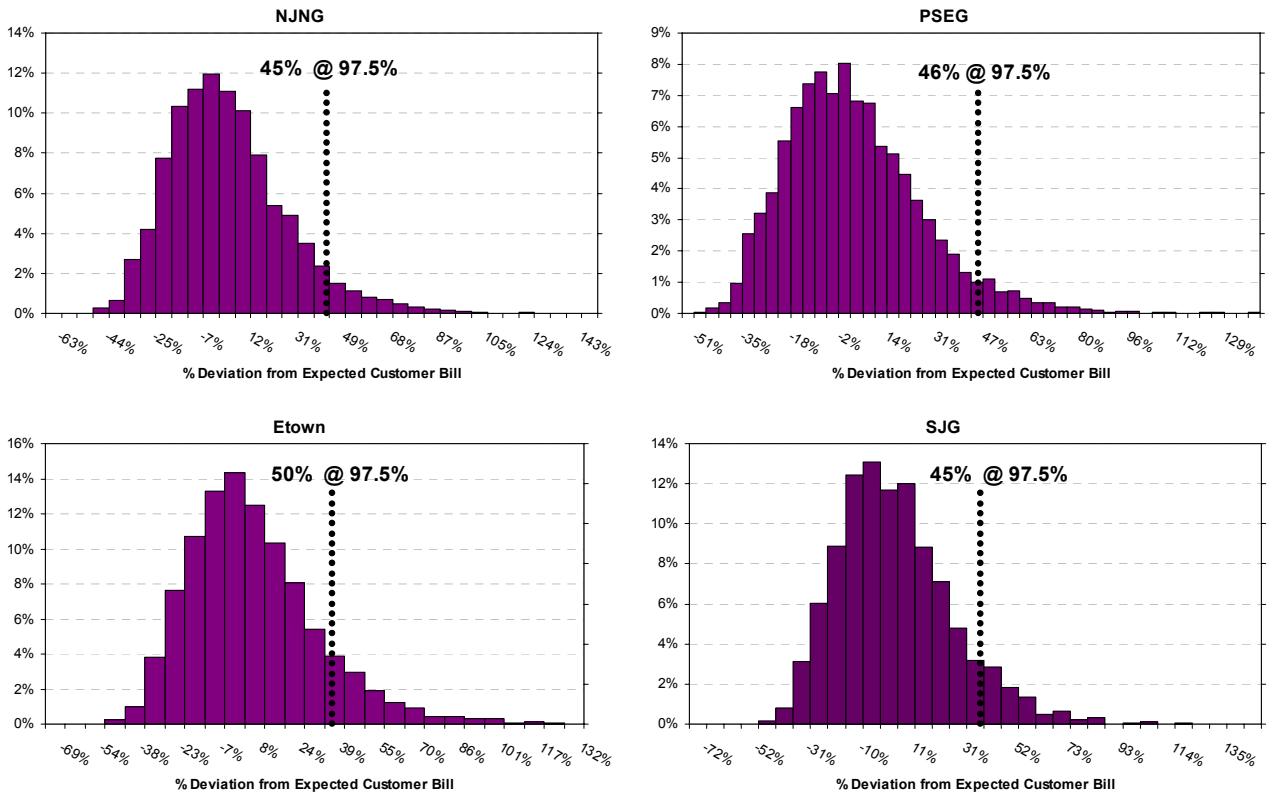 NJNG
14%
12%
10%
8%
6%
4%
2%
0%
45% @ 97.5%
-63% -44% -25% -7% 12% 31% 49% 68% 87% 105% 124% 143%
% Deviation from Expected Customer Bill
PSEG
9%
8%
7%
6%
5%
4%
3%
2%
1%
0%
46% @ 97.5%
-51% -35% -18% -2% 14% 31% 47% 63% 80% 96% 112% 129%
% Deviation from Expected Customer Bill
Etown
16%
14%
12%
10%
8%
6%
4%
2%
0%
50% @ 97.5%
-69% -54% -38% -23% -7% 8% 24% 39% 55% 70% 86% 101% 117% 132%
% Deviation from Expected Customer Bill
SJG
14%
12%
10%
8%
6%
4%
2%
0%
45% @ 97.5%
-72% -52% -31% -10% 11% 31% 52% 73% 93% 114% 135%
% Deviation from Expected Customer Bill